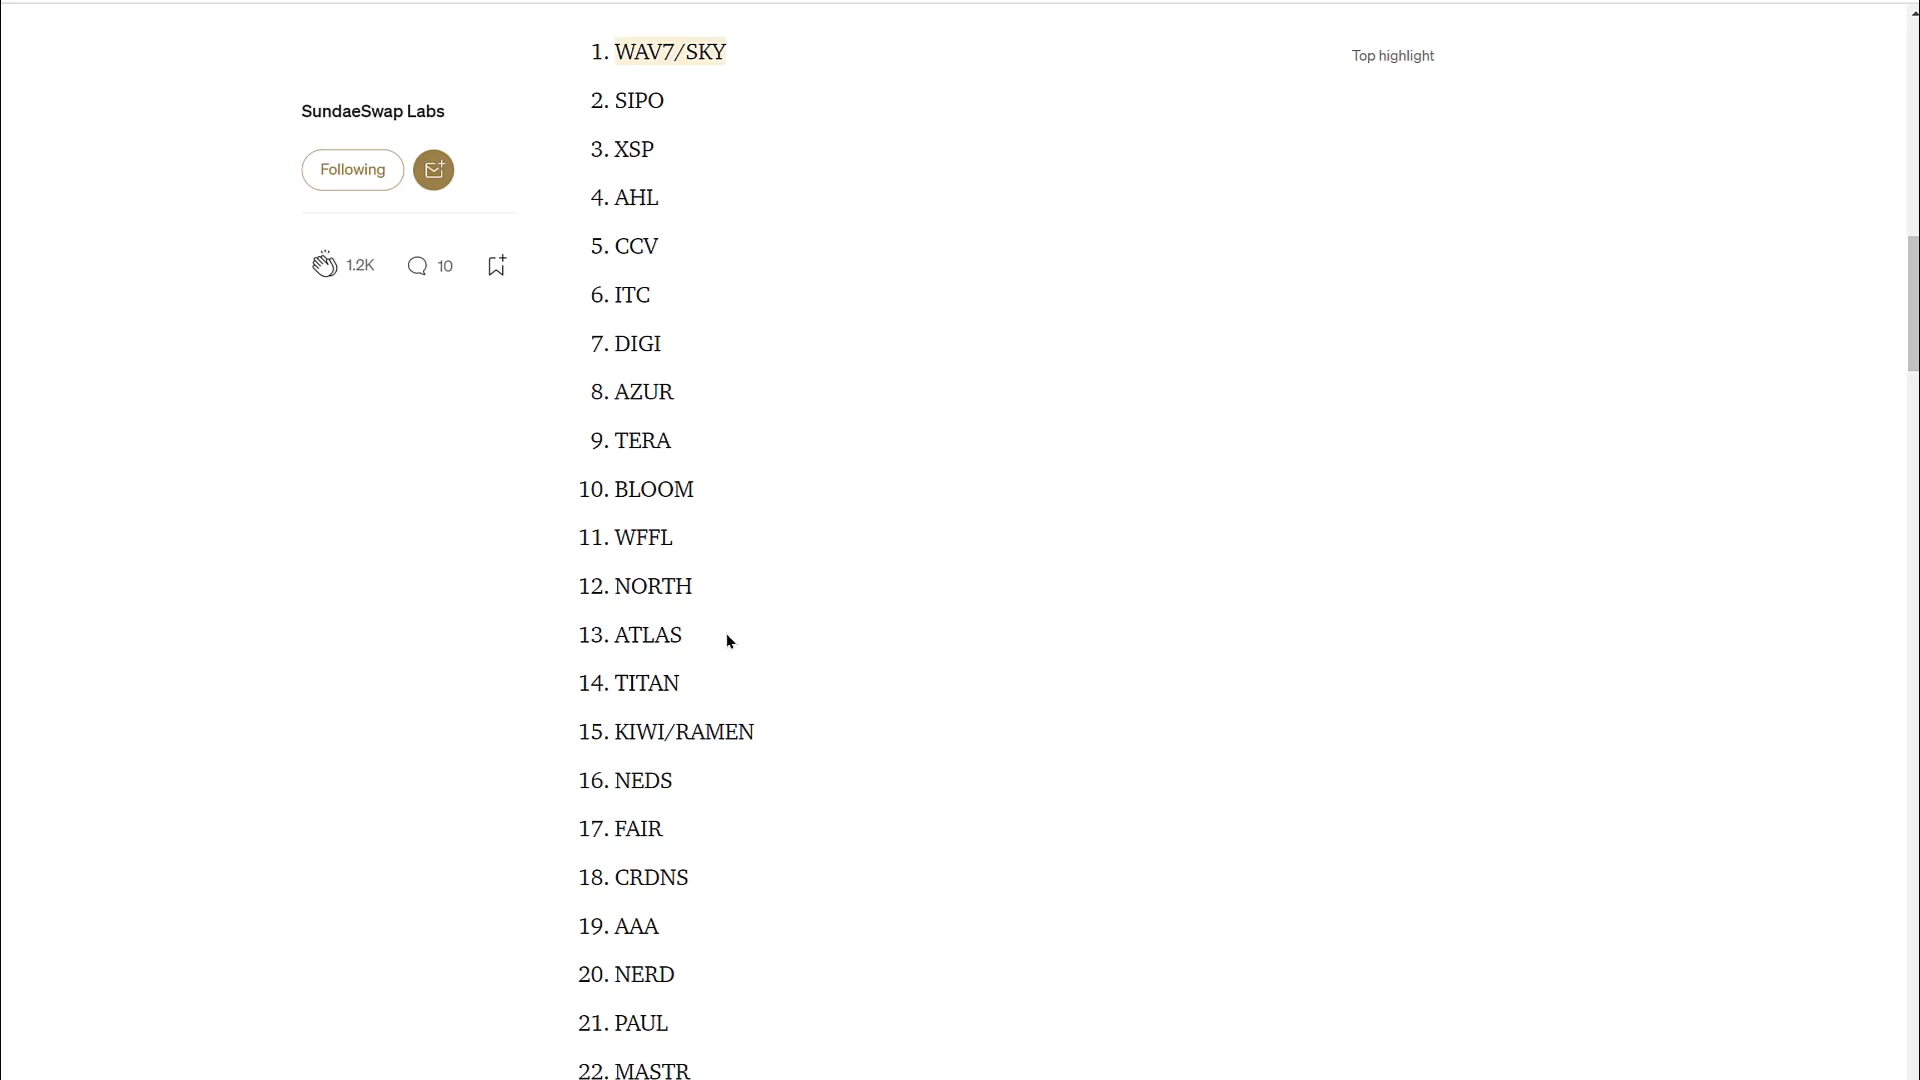 SundaeSwap Labs
Following
1.2K
10
1. WAV7/SKY
2. SIPO
3. XSP
4. AHL
5. CCV
6. ITC
7. DIGI
8. AZUR
9. TERA
10. BLOOM
11. WFFL
12. NORTH
13. ATLAS
14. TITAN
15. KIWI/RAMEN
16. NEDS
17. FAIR
18. CRDNS
19. AAA
20. NERD
21. PAUL
22. MASTR
Top highlight